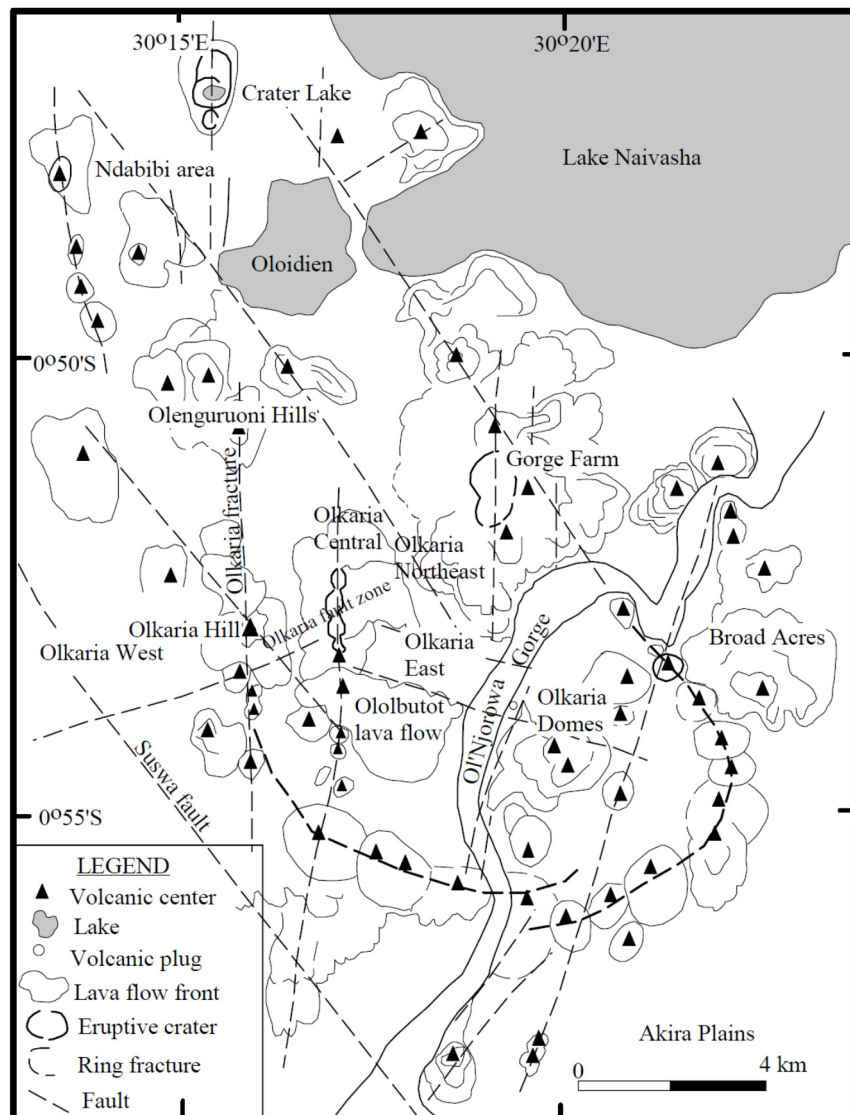 30º15'E
30º20'E
Crater Lake
Lake Naivasha
Ndabibi area
Oloidien
0º50'S
Olenguruoni Hills
Gorge Farm
Olkaria fracture
Olkaria
Central
Olkaria
Northeast
Olkaria fault zone
Olkaria Hill
Olkaria West
Olkaria
East
Gorge
Ol'Njorowa
Broad Acres
Olkaria
Domes
Ololbutot
lava flow
Suswa fault
0º55'S
LEGEND
Volcanic center
Lake
Volcanic plug
Lava flow front
Eruptive crater
Ring fracture
Fault
Akira Plains
0
4 km